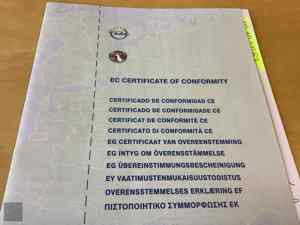 EC CERTIFICATE OF CONFORMITY
CERTIFICADO DE CONFORMIDAD CE
CERTIFICADO DE CONFORMIDADE CE
CERTIFICAT DE CONFORMITE CE
CERTIFICATO DI CONFORMITÀ CE
EG CERTIFICAAT VAN OVEREENSTEMMING
EG INTYG OM ÖVERENSSTÄMMELSE
EG ÜBEREINSTIMMUNGSBESCHEINIGUNG
EY VAATIMUSTENMUKAISUUSTODISTUS
OVERENSSTEMMELSES ERKLÆRING EF
ΠΙΣΤΟΠΟΙΗΤΙΚΟ ΣΥΜΜΟΡΦΩΣΗΣ ΕΚ